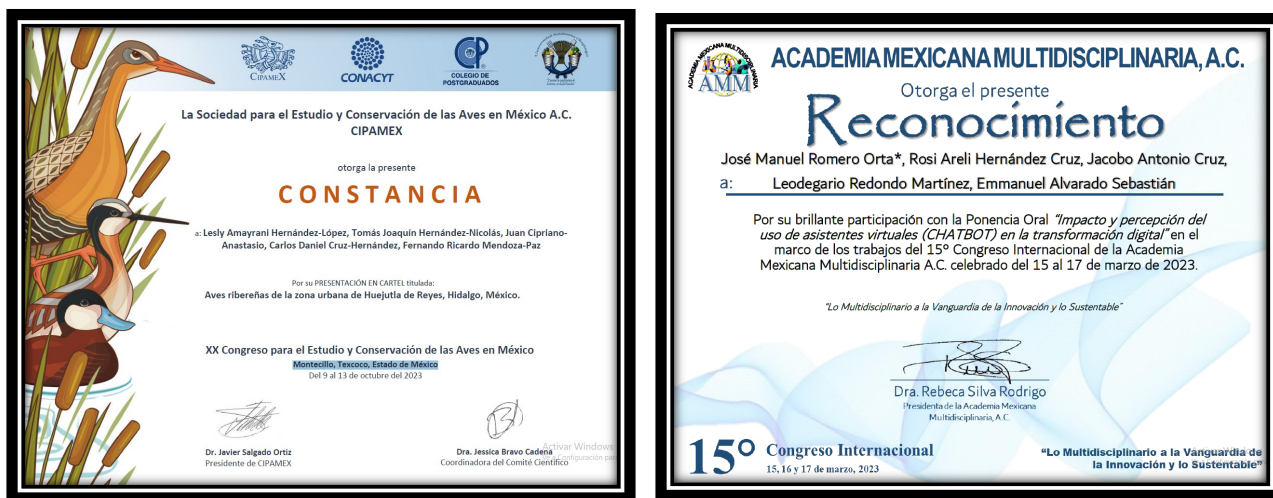 CIPAMEX
CONACYT
COLEGIO DE
POSTGRADUADOS
La Sociedad para el Estudio y Conservación de las Aves en México A.C.
CIPAMEX
otorga la presente
CONSTANCIA
a: Lesly Amayrani Hernández-López, Tomás Joaquín Hernández-Nicolás, Juan Cipriano-
Anastasio, Carlos Daniel Cruz-Hernández, Fernando Ricardo Mendoza-Paz
Por su PRESENTACIÓN EN CARTEL titulada:
Aves ribereñas de la zona urbana de Huejutla de Reyes, Hidalgo, México.
XX Congreso para el Estudio y Conservación de las Aves en México
Montecillo, Texcoco, Estado de México
Del 9 al 13 de octubre del 2023
Dr. Javier Salgado Ortiz
Presidente de CIPAMEX
Dra. Jessica Bravo Cadena
Coordinadora del Comité Científico
Activar Windows
ACADEMIA MEXICANA MULTIDISCIPLINARIA
AMM
ACADEMIA MEXICANA MULTIDISCIPLINARIA, A.C.
Otorga el presente
Reconocimiento
José Manuel Romero Orta*, Rosi Areli Hernández Cruz, Jacobo Antonio Cruz,
a: Leodegario Redondo Martínez, Emmanuel Alvarado Sebastián
Por su brillante participación con la Ponencia Oral "Impacto y percepción del
uso de asistentes virtuales (CHATBOT) en la transformación digital" en el
marco de los trabajos del 15º Congreso Internacional de la Academia
Mexicana Multidisciplinaria A.C. celebrado del 15 al 17 de marzo de 2023.
"Lo Multidisciplinario a la Vanguardia de la Innovación y lo Sustentable"
Dra. Rebeca Silva Rodrigo
Presidenta de la Academia Mexicana
Multidisciplinaria, A.C.
15º Congreso Internacional
15, 16 y 17 de marzo, 2023
"Lo Multidisciplinario a la Vanguardia de
la Innovación y lo Sustentable"